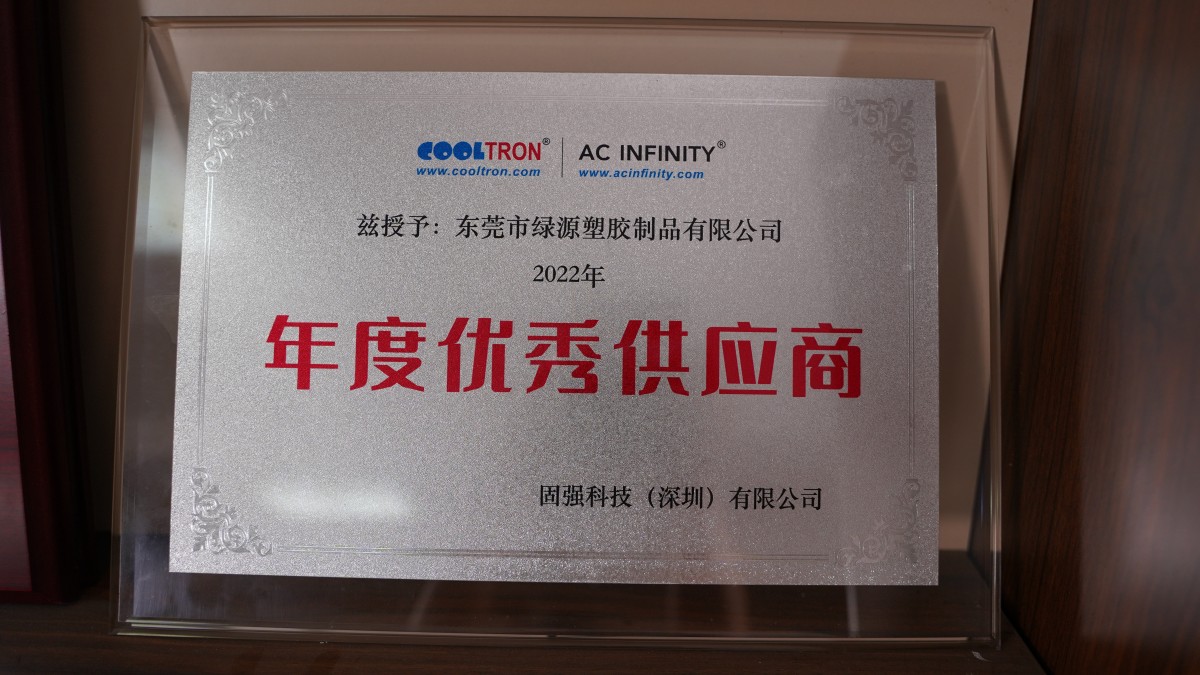 COOLTRON® | AC INFINITY®
www.cooltron.com www.acinfinity.com
兹授予：东莞市绿源塑胶制品有限公司
2022年
年度优秀供应商
固强科技（深圳）有限公司